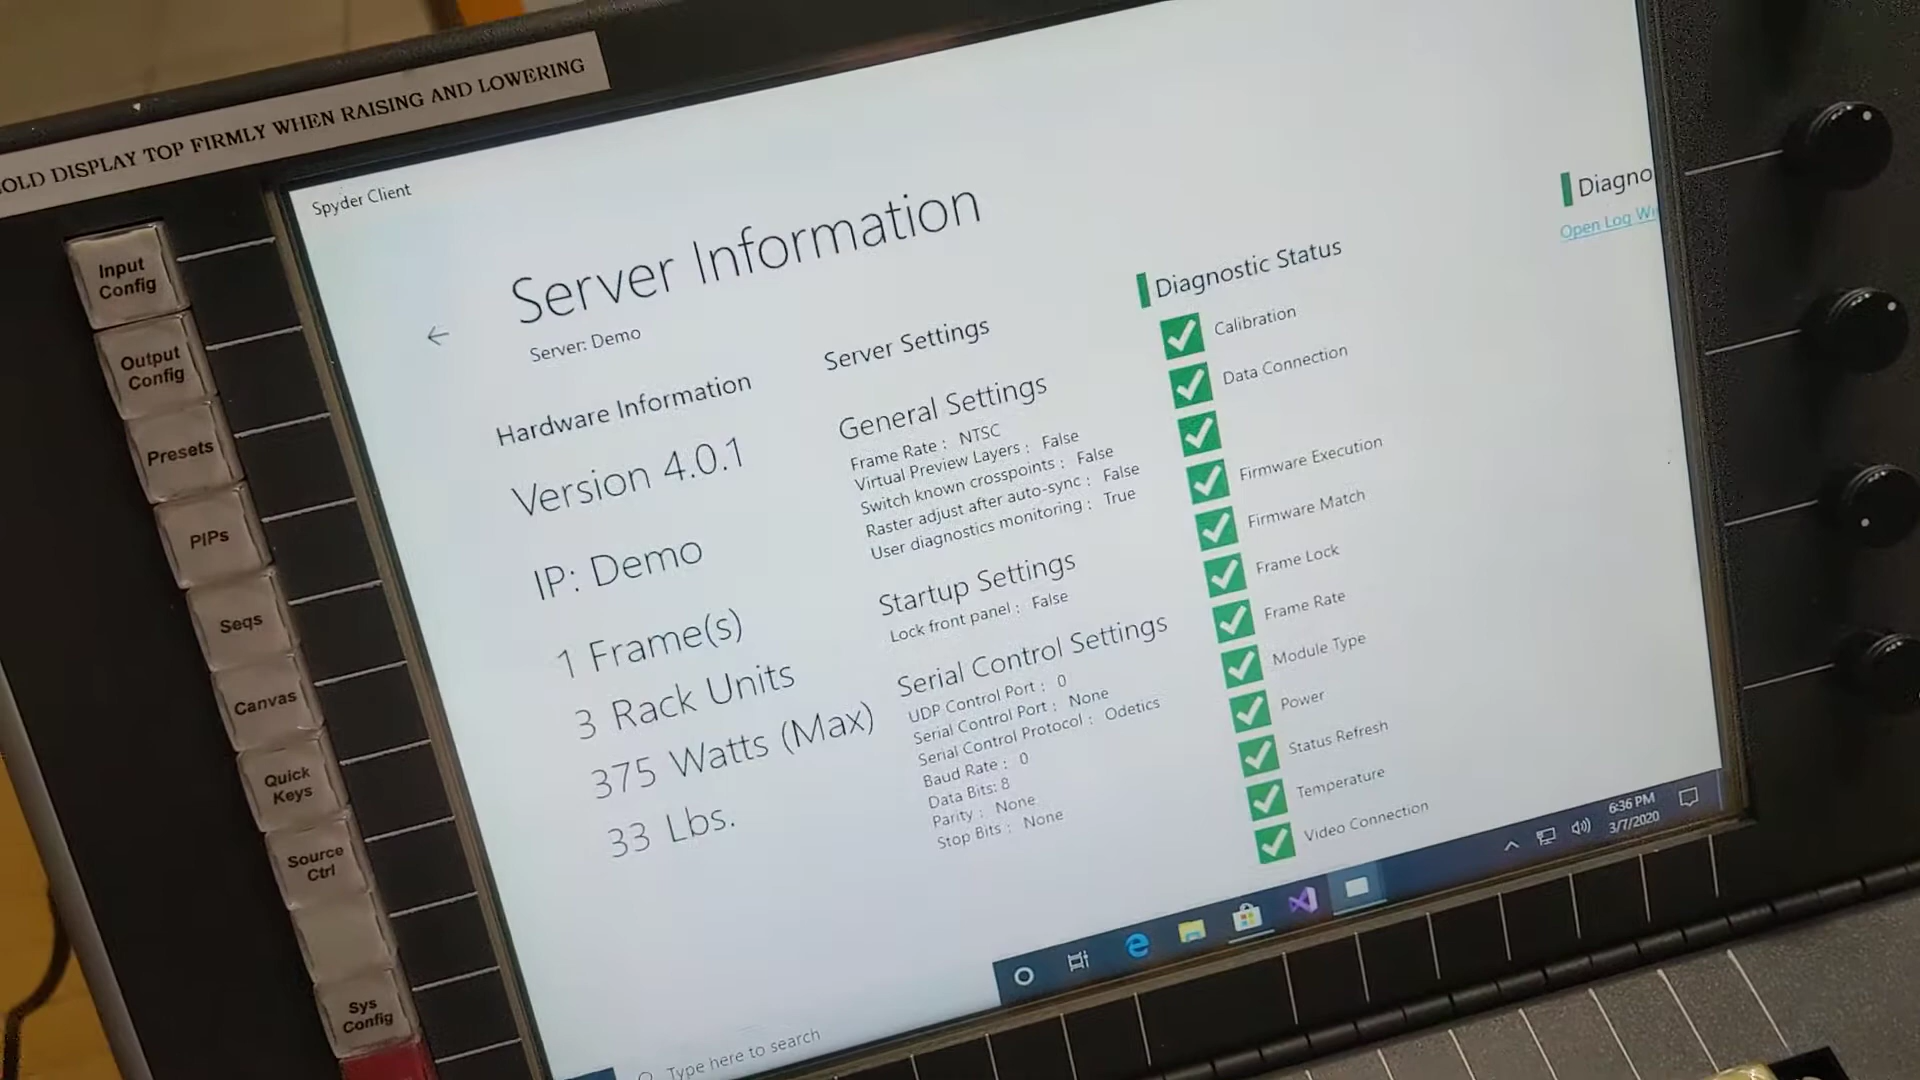 OLD DISPLAY TOP FIRMLY WHEN RAISING AND LOWERING
Input
Config
Output
Config
Presets
PIPs
Seqs
Canvas
Quick
Keys
Source
Ctrl
Sys
Config
Spyder Client
Server Information
Server: Demo
Hardware Information
Version 4.0.1
IP: Demo
1 Frame(s)
3 Rack Units
375 Watts (Max)
33 Lbs.
Server Settings
General Settings
Frame Rate : NTSC
Virtual Preview Layers : False
Switch known crosspoints : False
Raster adjust after auto-sync : False
User diagnostics monitoring : True
Startup Settings
Lock front panel : False
Serial Control Settings
UDP Control Port : 0
Serial Control Port : None
Serial Control Protocol : Odetics
Baud Rate : 0
Data Bits: 8
Parity : None
Stop Bits : None
Diagnostic Status
Calibration
Data Connection
Firmware Execution
Firmware Match
Frame Lock
Frame Rate
Module Type
Power
Status Refresh
Temperature
Video Connection
Diagno
Open Log Wi
6:36 PM
3/7/2020
Type here to search